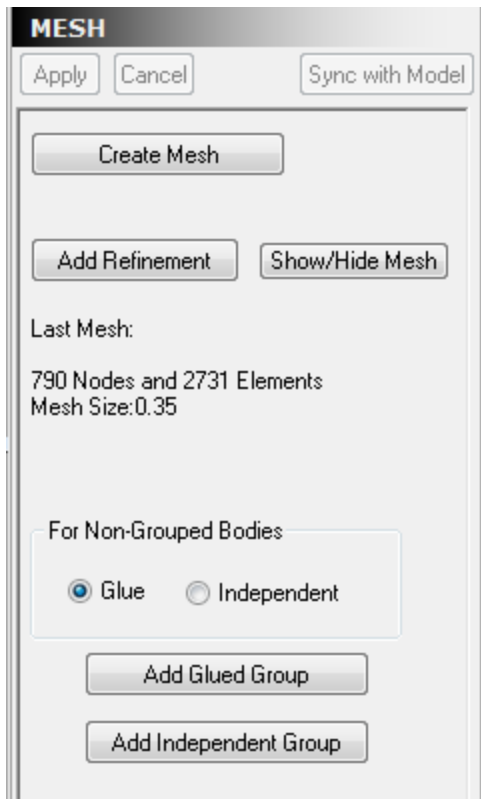 MESH
Apply Cancel Sync with Model
Create Mesh
Add Refinement Show/Hide Mesh
Last Mesh:
790 Nodes and 2731 Elements
Mesh Size:0.35
For Non-Grouped Bodies
Glue Independent
Add Glued Group
Add Independent Group